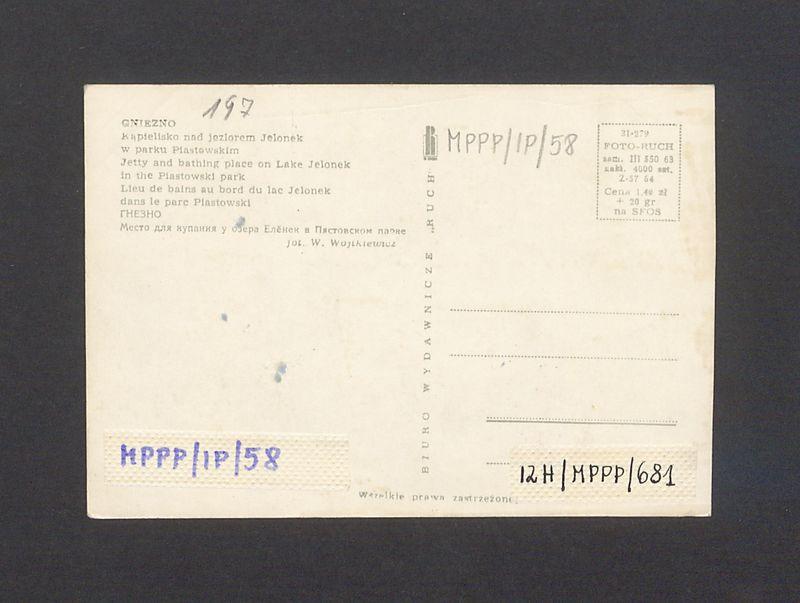 197
GNIEZNO
Kąpielisko nad jeziorem Jelonek
w parku Piastowskim
Jetty and bathing place on Lake Jelonek
in the Piastowski park
Lieu de bains au bord du lac Jelonek
dans le parc Piastowski
ГНЕЗНО
Место для купания у озера Елёнек в Пястовском парке
fot. W. Wojtkiewicz
BIURO WYDAWNICZE „RUCH"
MPPP/IP/58
31-279
FOTO-RUCH
zam. III 550 63
nakł. 4000 szt.
Z-57 64
Cena 1,40 zł
+ 20 gr
na SFOS
MPPP/IP/58
12H/MPPP/681
Wszelkie prawa zastrzeżone